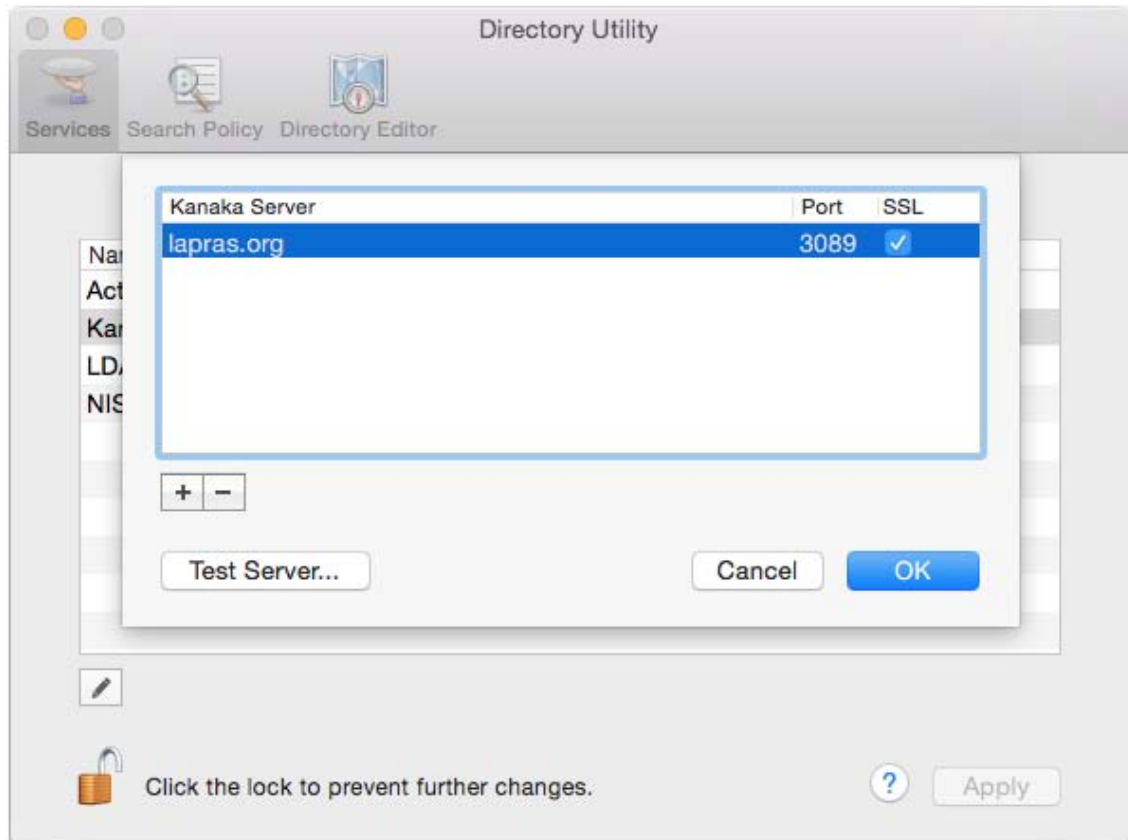 Directory Utility
Services Search Policy Directory Editor
Kanaka Server Port SSL
lapras.org 3089
Nar
Act
Kar
LDA
NIS
+ −
Test Server... Cancel OK
Click the lock to prevent further changes. ? Apply